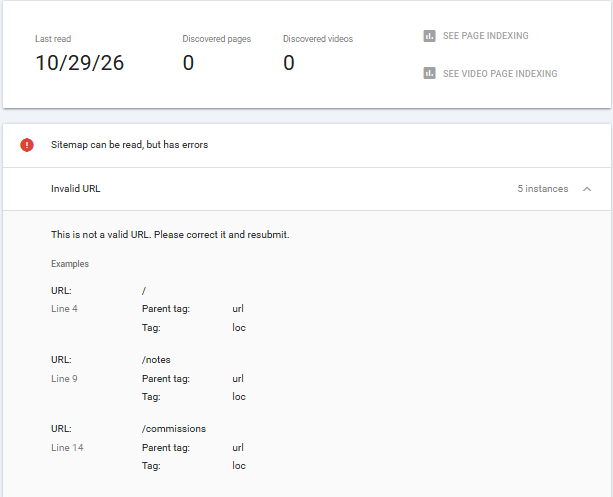 Last read Discovered pages Discovered videos SEE PAGE INDEXING
10/29/26 0 0
SEE VIDEO PAGE INDEXING
Sitemap can be read, but has errors
Invalid URL 5 instances
This is not a valid URL. Please correct it and resubmit.
Examples
URL: /
Line 4 Parent tag: url
Tag: loc
URL: /notes
Line 9 Parent tag: url
Tag: loc
URL: /commissions
Line 14 Parent tag: url
Tag: loc